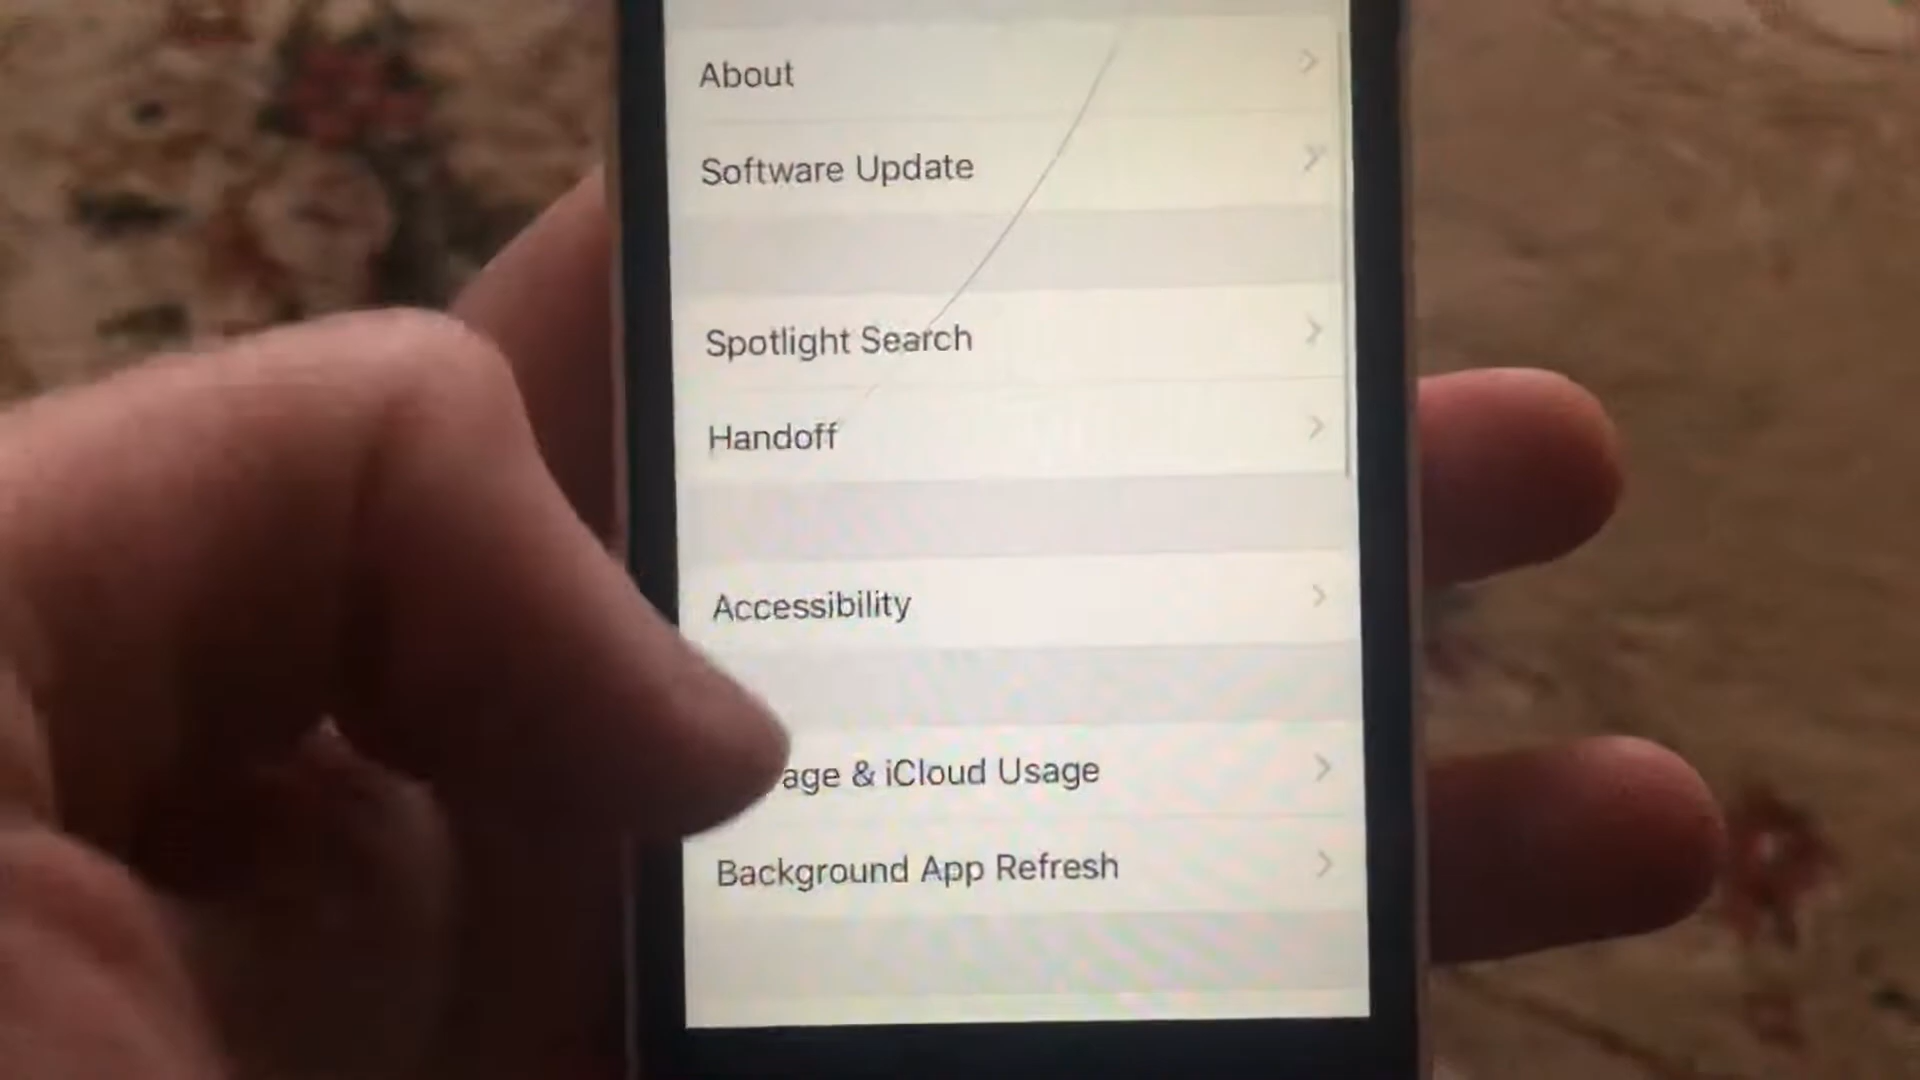 About
Software Update
Spotlight Search
Handoff
Accessibility
age & iCloud Usage
Background App Refresh